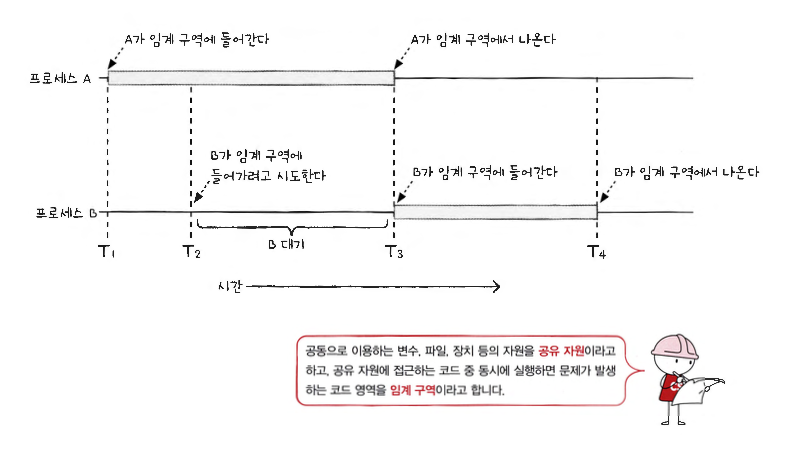 A가 임계 구역에 들어간다
A가 임계 구역에서 나온다
프로세스 A
B가 임계 구역에
들어가려고 시도한다
B가 임계 구역에 들어간다
B가 임계 구역에서 나온다
프로세스 B
B 대기
T1
T2
T3
T4
시간
공동으로 이용하는 변수, 파일, 장치 등의 자원을 공유 자원이라고
하고, 공유 자원에 접근하는 코드 중 동시에 실행하면 문제가 발생
하는 코드 영역을 임계 구역이라고 합니다.